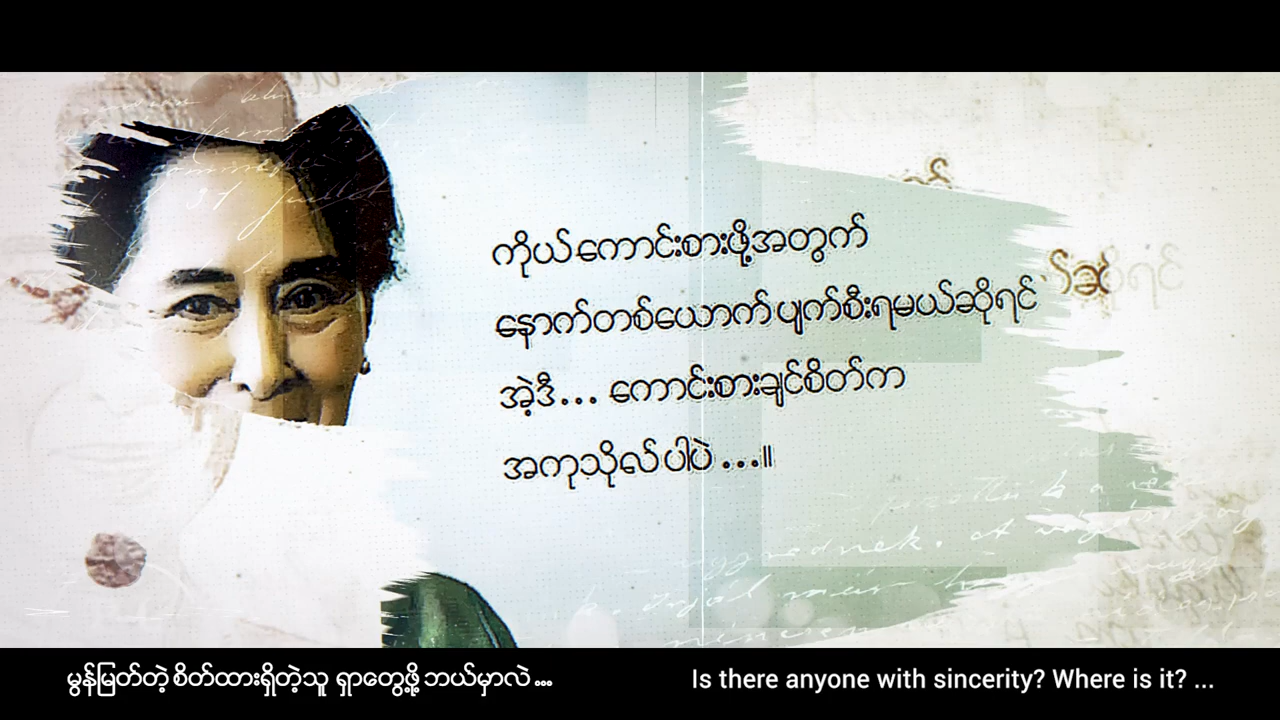 ကိုယ်ကောင်းစားဖို့အတွက်
နောက်တစ်ယောက်ပျက်စီးရမယ်ဆိုရင်
အဲ့ဒီ... ကောင်းစားချင်စိတ်က
အကုသိုလ်ပါပဲ ...။
မွန်မြတ်တဲ့ စိတ်ထားရှိတဲ့သူ ရှာတွေ့ဖို့ ဘယ်မှာလဲ ...
Is there anyone with sincerity? Where is it? ...